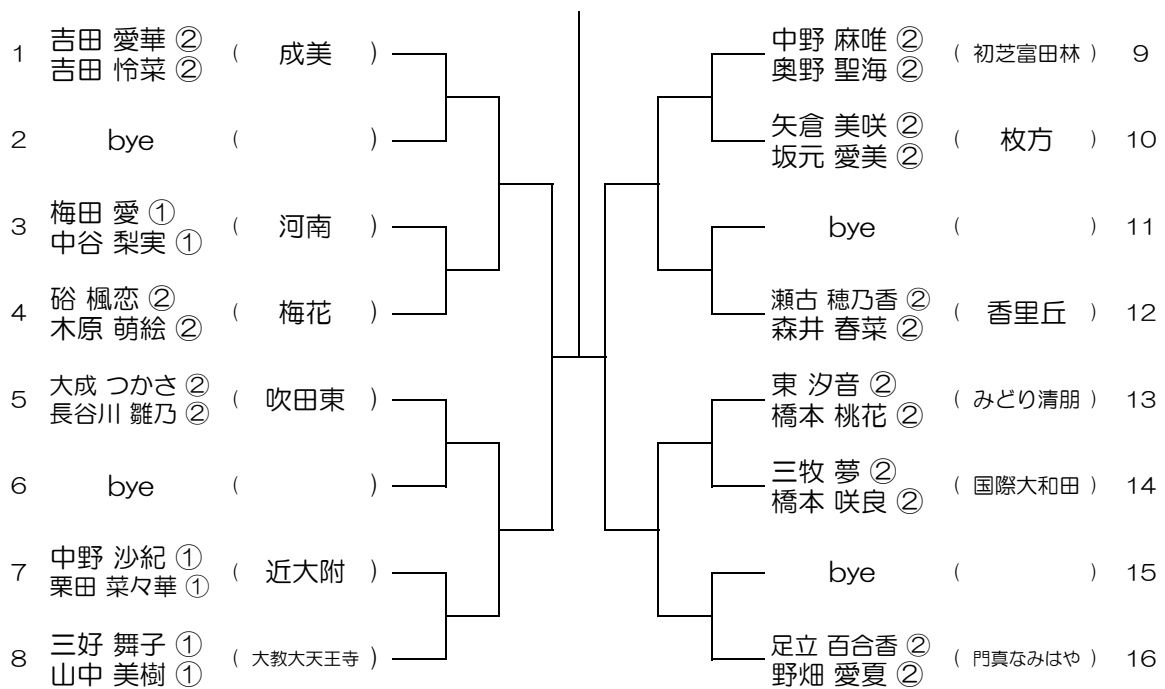 1 吉田 愛華 ② ( 成美 )
吉田 怜菜 ②
2 bye ( )
3 梅田 愛 ① ( 河南 )
中谷 梨実 ①
4 硲 楓恋 ② ( 梅花 )
木原 萌絵 ②
5 大成 つかさ ② ( 吹田東 )
長谷川 雛乃 ②
6 bye ( )
7 中野 沙紀 ① ( 近大附 )
栗田 菜々華 ①
8 三好 舞子 ① ( 大教大天王寺 )
山中 美樹 ①
中野 麻唯 ② ( 初芝富田林 ) 9
奥野 聖海 ②
矢倉 美咲 ② ( 枚方 ) 10
坂元 愛美 ②
bye ( ) 11
瀬古 穂乃香 ② ( 香里丘 ) 12
森井 春菜 ②
東 汐音 ② ( みどり清朋 ) 13
橋本 桃花 ②
三牧 夢 ② ( 国際大和田 ) 14
橋本 咲良 ②
bye ( ) 15
足立 百合香 ② ( 門真なみはや ) 16
野畑 愛夏 ②